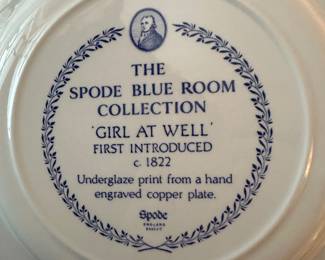 THE
SPODE BLUE ROOM
COLLECTION
'GIRL AT WELL'
FIRST INTRODUCED
c. 1822
Underglaze print from a hand
engraved copper plate.
Spode
ENGLAND